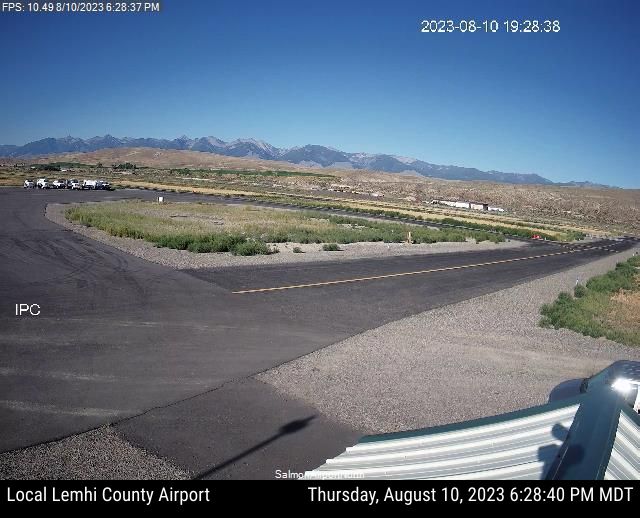 FPS: 10.49 8/10/2023 6:28:37 PM
2023-08-10 19:28:38
IPC
Local Lemhi County Airport
Thursday, August 10, 2023 6:28:40 PM MDT